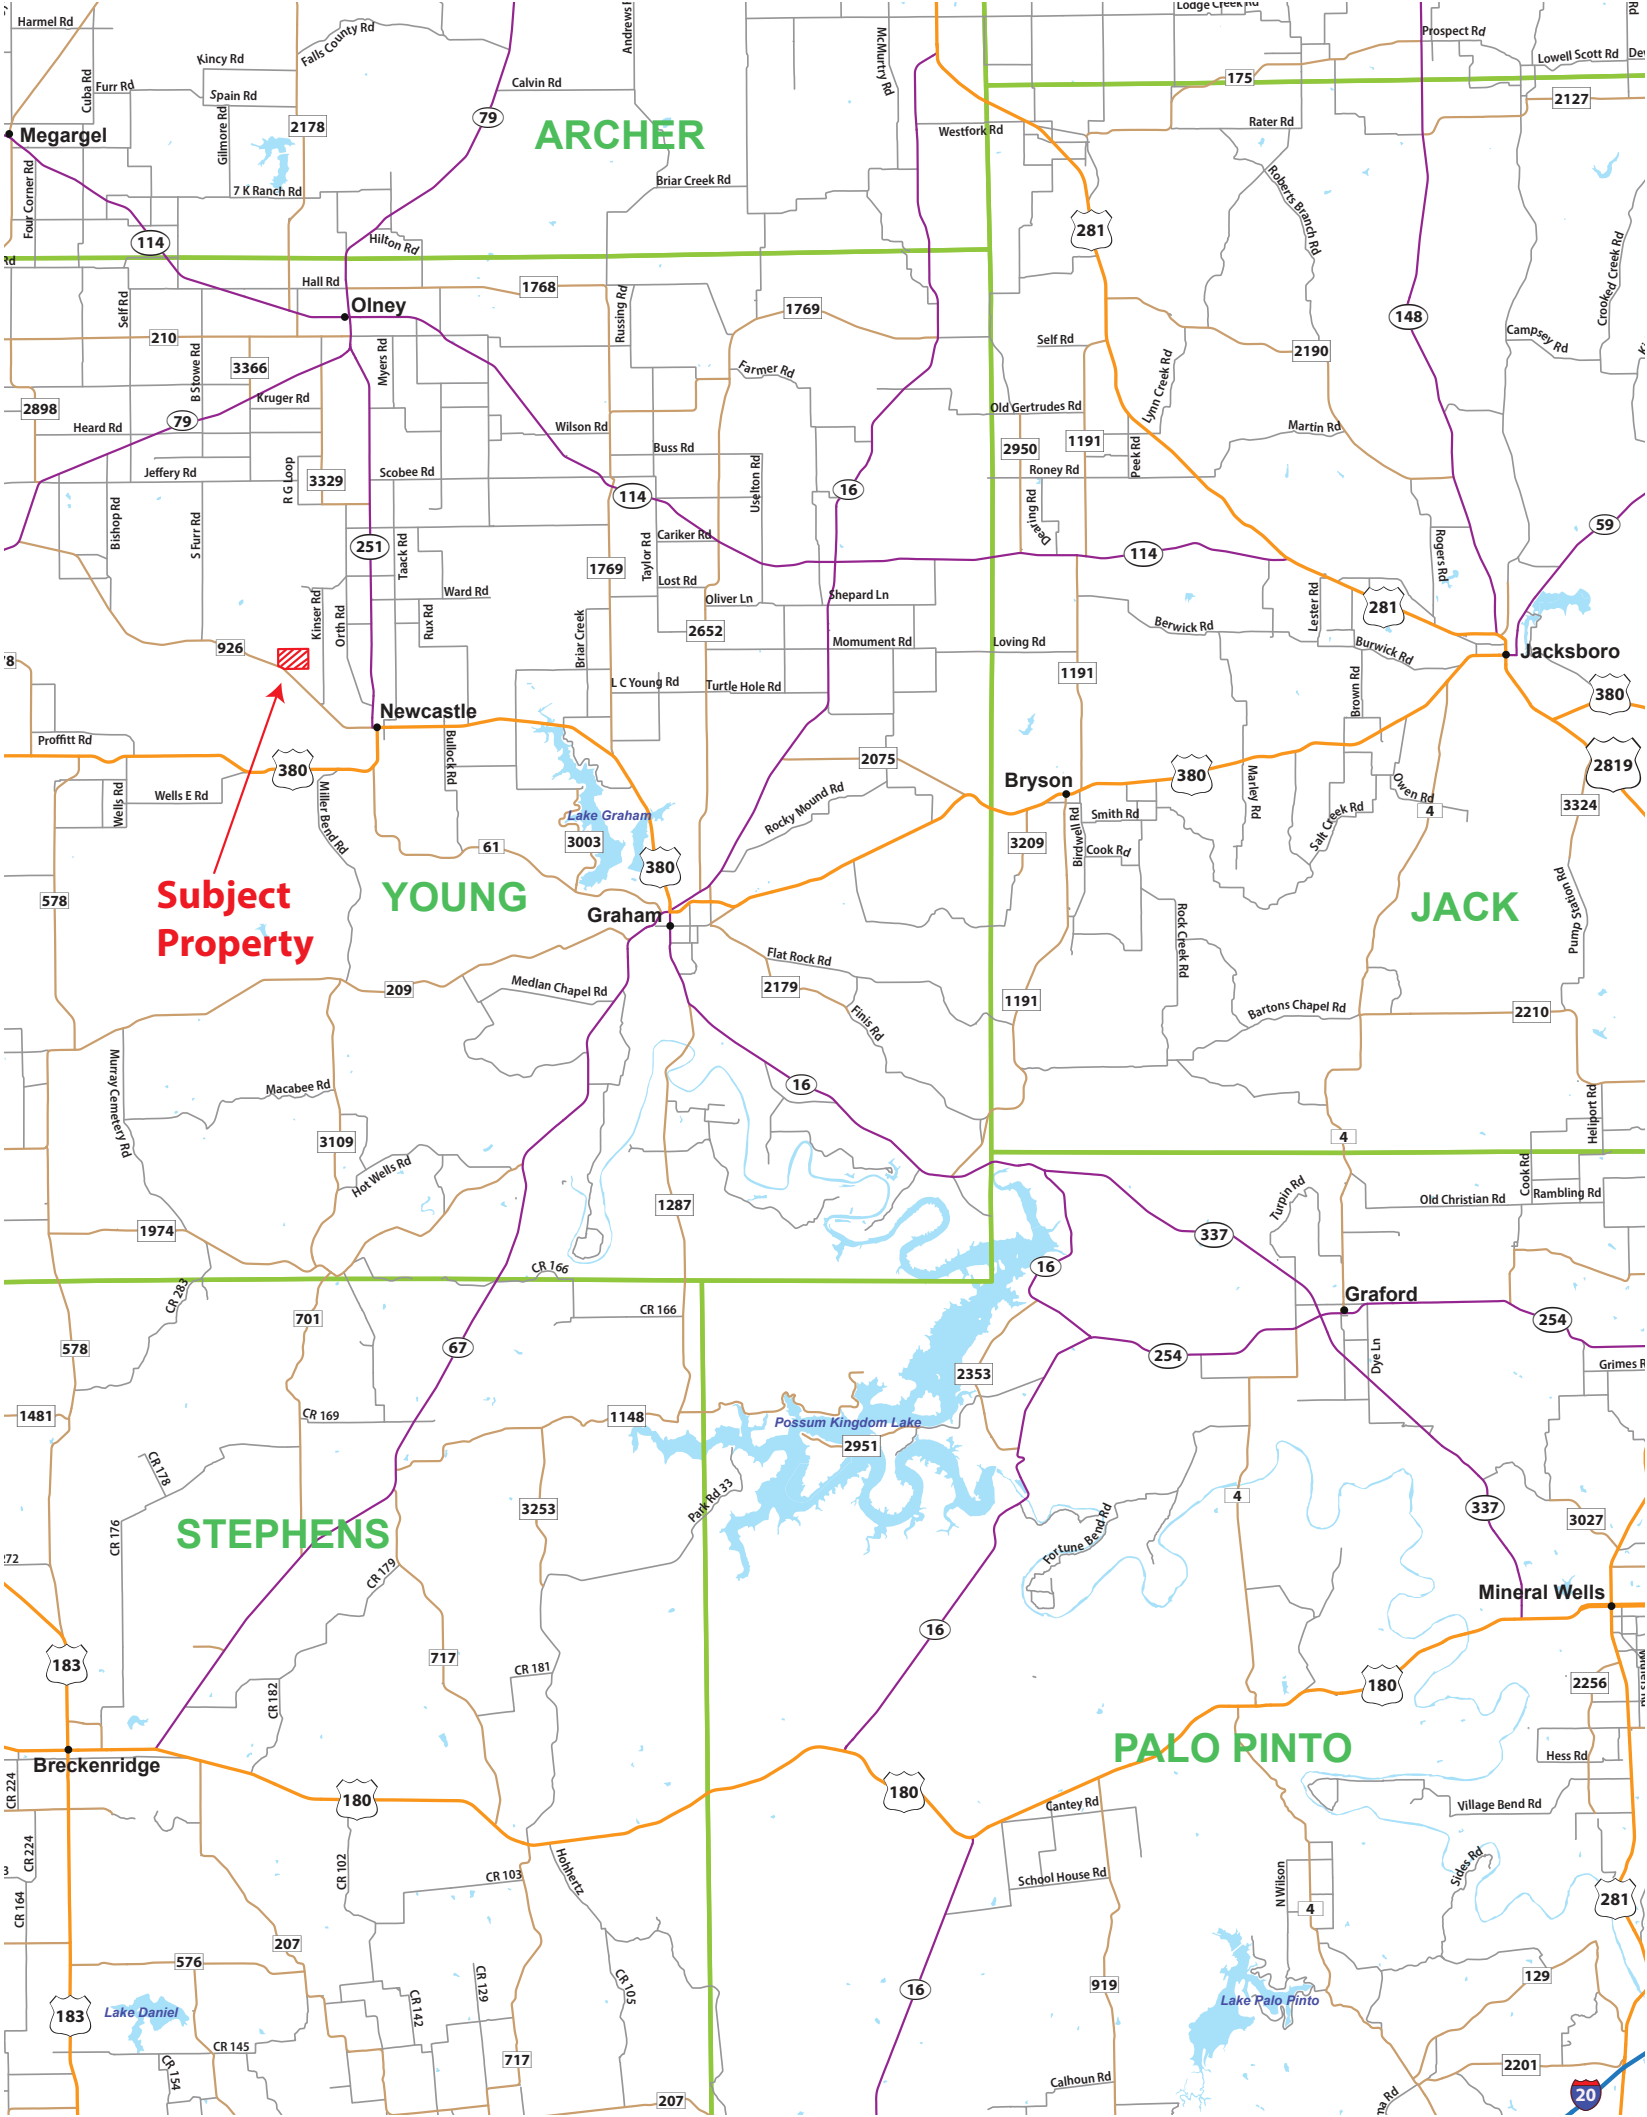 Harmel Rd
Kincy Rd
Falls County Rd
Andrews
McMurtry Rd
Lodge Creek Rd
Prospect Rd
Lowell Scott Rd
Cuba Rd
Furr Rd
Spain Rd
Gilmore Rd
Calvin Rd
175
2127
79
2178
ARCHER
Megargel
Westfork Rd
Rater Rd
Four Corner Rd
7 K Ranch Rd
Briar Creek Rd
Roberts Branch Rd
114
Hilton Rd
281
Crooked Creek Rd
Rd
Hall Rd
1768
Self Rd
Olney
Russing Rd
1769
148
Campsey Rd
210
Myers Rd
Self Rd
2190
B Stowe Rd
3366
Farmer Rd
Lynn Creek Rd
2898
Kruger Rd
79
Heard Rd
Wilson Rd
Old Gertrudes Rd
Martin Rd
Buss Rd
2950
1191
Peek Rd
Jeffery Rd
R G Loop
3329
Scobee Rd
Uselton Rd
Roney Rd
114
16
Bishop Rd
S Furr Rd
Dearing Rd
59
251
Taack Rd
Taylor Rd
Cariker Rd
114
Rogers Rd
1769
Lost Rd
Kinser Rd
Orth Rd
Ward Rd
Rux Rd
Oliver Ln
Shepard Ln
281
Lester Rd
Berwick Rd
926
Briar Creek
2652
Momument Rd
Loving Rd
Burwick Rd
Jacksboro
L C Young Rd
Turtle Hole Rd
1191
Brown Rd
380
Newcastle
Proffitt Rd
380
Bullock Rd
2075
Bryson
380
Marley Rd
2819
Wells Rd
Wells E Rd
Miller Bend Rd
Lake Graham
Rocky Mound Rd
Smith Rd
Owen Rd
4
3324
61
3003
3209
Birdwell Rd
Cook Rd
Salt Creek Rd
380
Subject
Property
578
YOUNG
Graham
JACK
Pump Station Rd
Rock Creek Rd
Flat Rock Rd
209
Medlan Chapel Rd
2179
Finis Rd
1191
Bartons Chapel Rd
2210
Murray Cemetery Rd
Macabee Rd
16
Heliport Rd
3109
4
Hot Wells Rd
Cook Rd
Turpin Rd
Old Christian Rd
Rambling Rd
1287
1974
337
CR 166
16
CR 283
CR 166
Graford
701
254
578
67
254
Dye Ln
Grimes R
2353
1481
CR 169
1148
Possum Kingdom Lake
2951
CR 178
Park Rd 33
4
3253
337
3027
STEPHENS
CR 176
Fortune Bend Rd
CR 179
Mineral Wells
16
183
717
CR 181
180
2256
CR 182
PALO PINTO
Breckenridge
Hess Rd
CR 224
180
180
Cantey Rd
Village Bend Rd
CR 224
CR 102
CR 103
Hohhertz
School House Rd
N Wilson
Sides Rd
CR 164
4
281
207
576
CR 129
CR 105
16
919
129
183
Lake Daniel
CR 142
Lake Palo Pinto
CR 145
CR 154
717
2201
207
Calhoun Rd
20